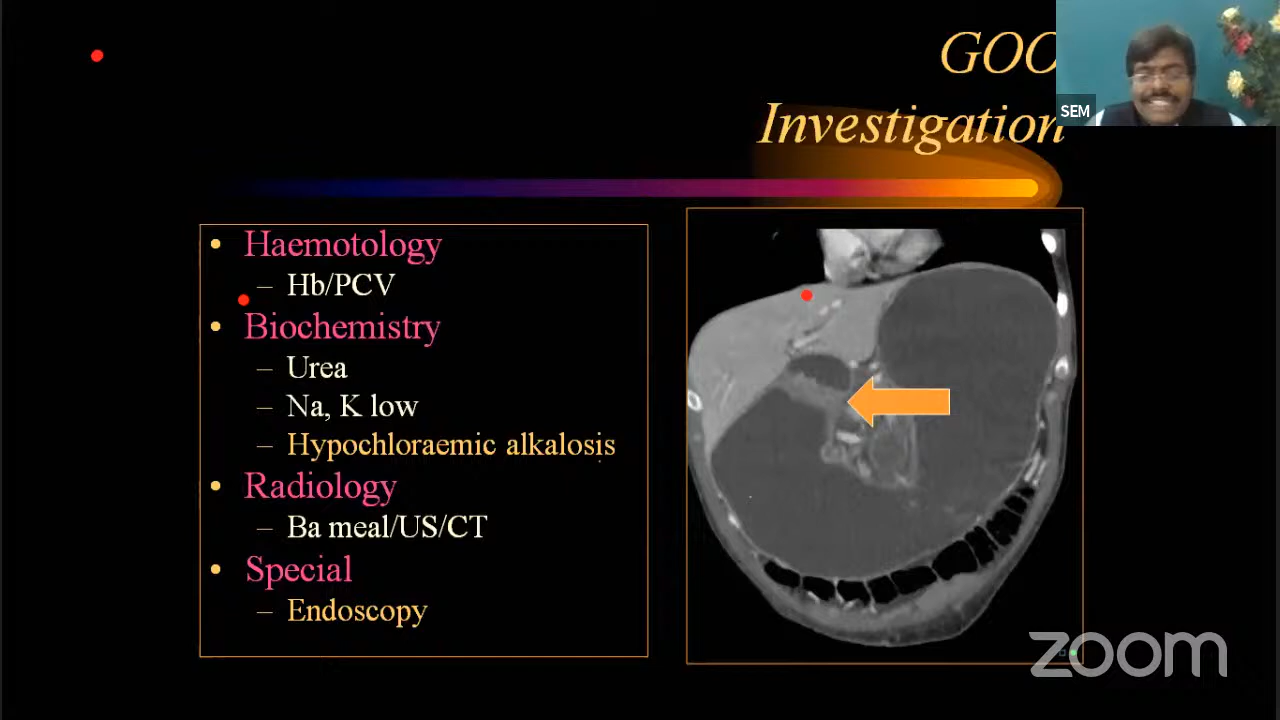 GOO
Investigation
SEM
• Haemotology
– Hb/PCV
• Biochemistry
– Urea
– Na, K low
– Hypochloraemic alkalosis
• Radiology
– Ba meal/US/CT
• Special
– Endoscopy
zoom